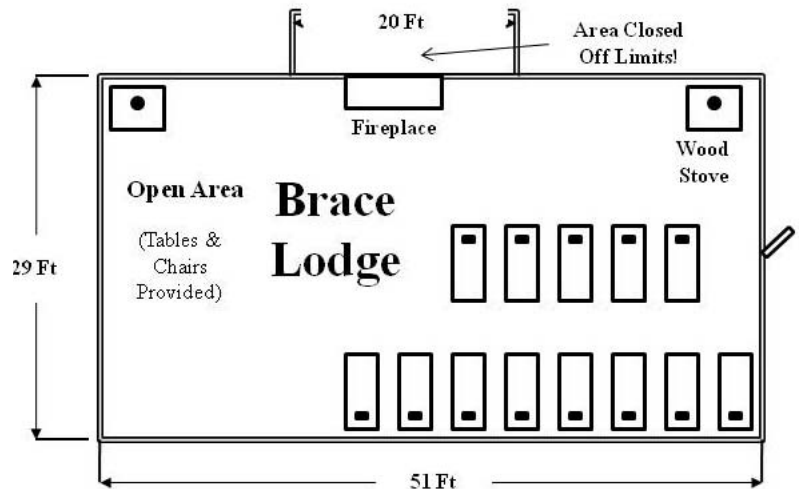 20 Ft
Area Closed
Off Limits!
Fireplace
Wood
Stove
Open Area
Brace
Lodge
(Tables &
Chairs
Provided)
29 Ft
51 Ft